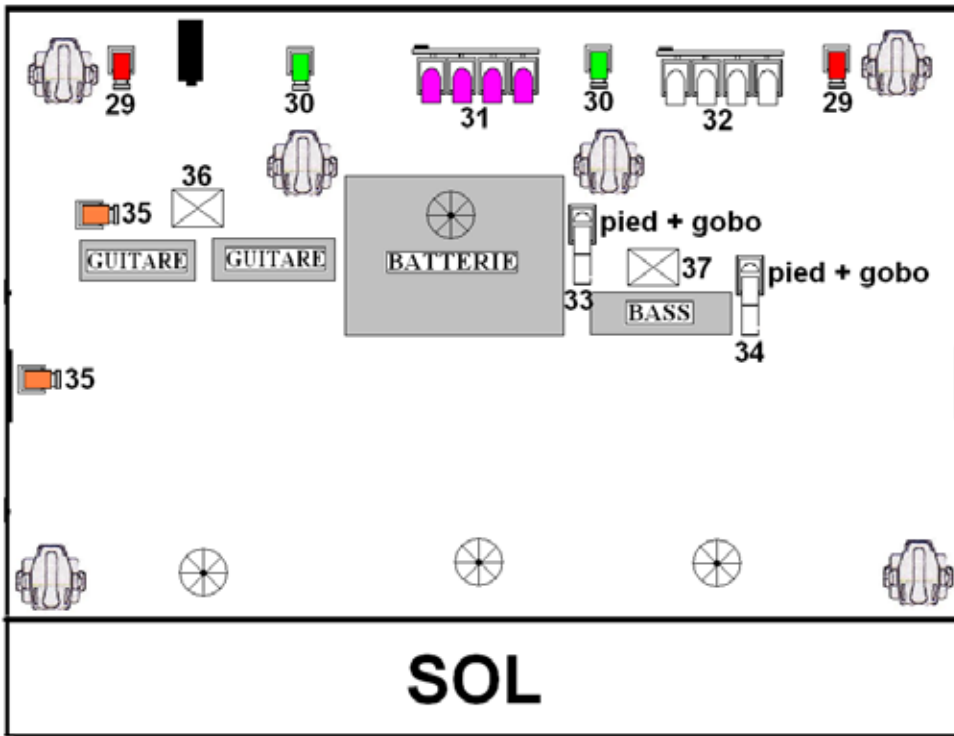 29
30
31
30
32
29
36
35
pied + gobo
GUITARE
GUITARE
BATTERIE
37
pied + gobo
33
BASS
34
35
SOL